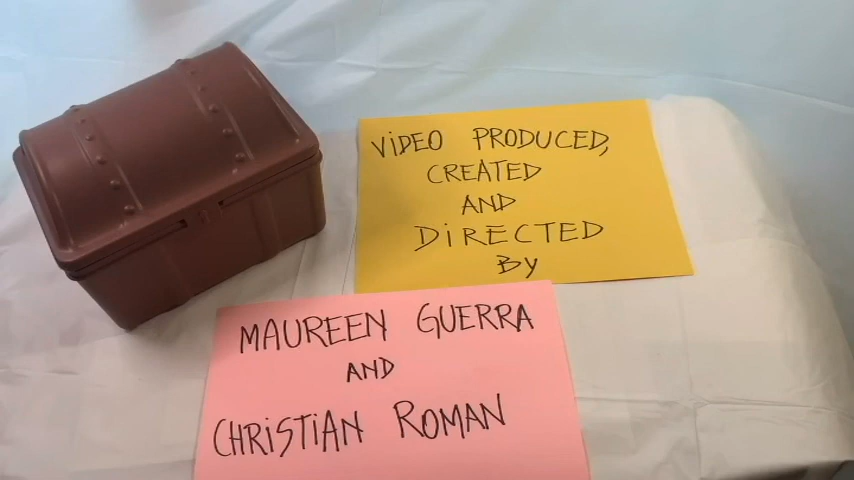 VIDEO PRODUCED,
CREATED
AND
DIRECTED
BY
MAUREEN GUERRA
AND
CHRISTIAN ROMAN